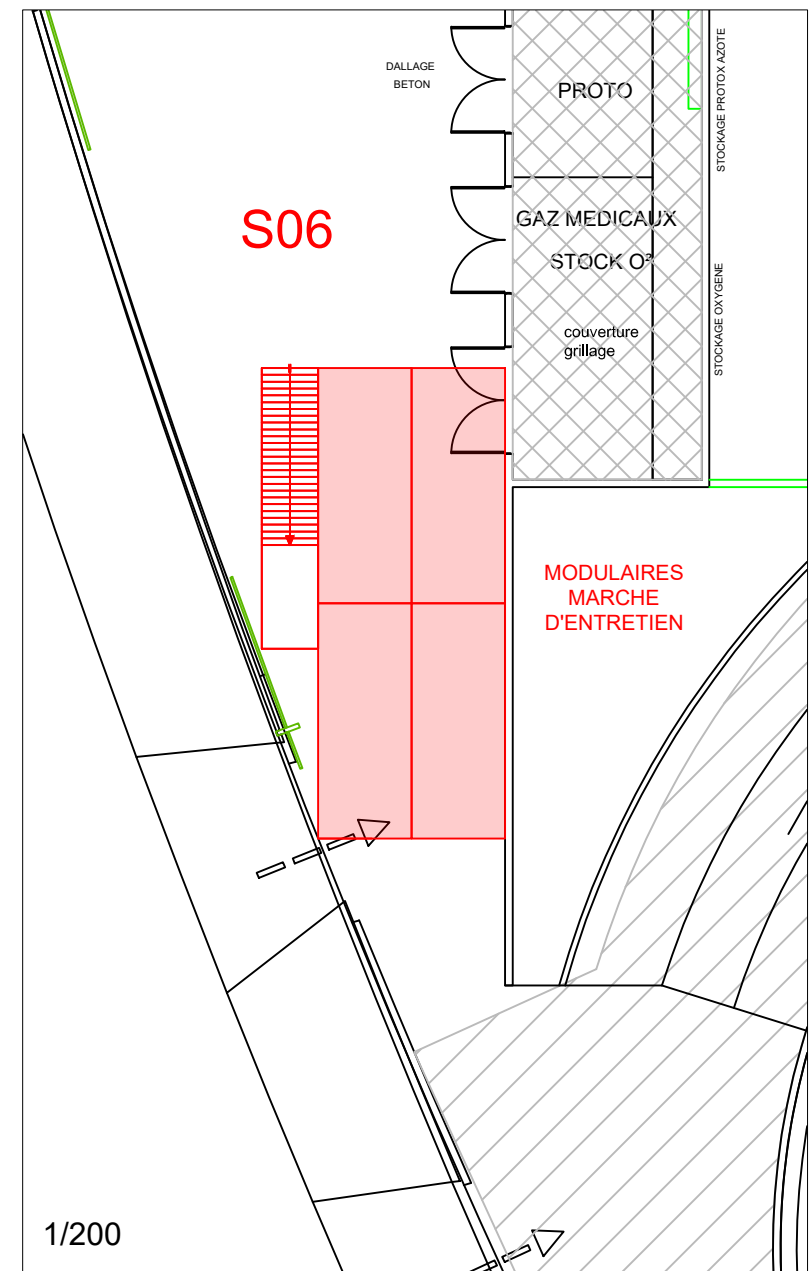 DALLAGE
BETON
PROTO
STOCKAGE PROTOX AZOTE
S06
GAZ MEDICAUX
STOCK O²
couverture
grillage
STOCKAGE OXYGENE
MODULAIRES
MARCHE
D'ENTRETIEN
1/200